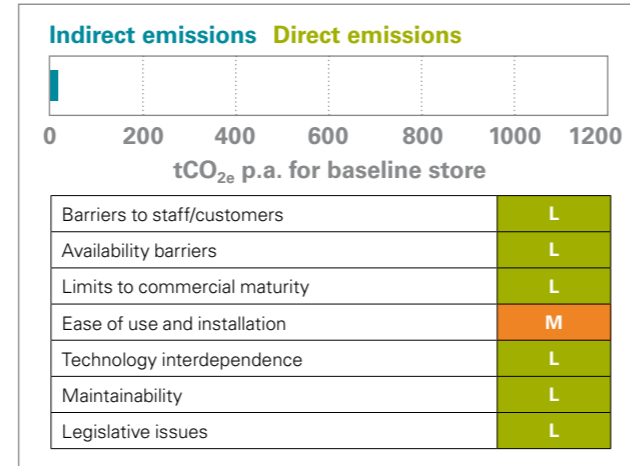 Indirect emissions Direct emissions
0 200 400 600 800 1000 1200
tCO2e p.a. for baseline store
Barriers to staff/customers L
Availability barriers L
Limits to commercial maturity L
Ease of use and installation M
Technology interdependence L
Maintainability L
Legislative issues L